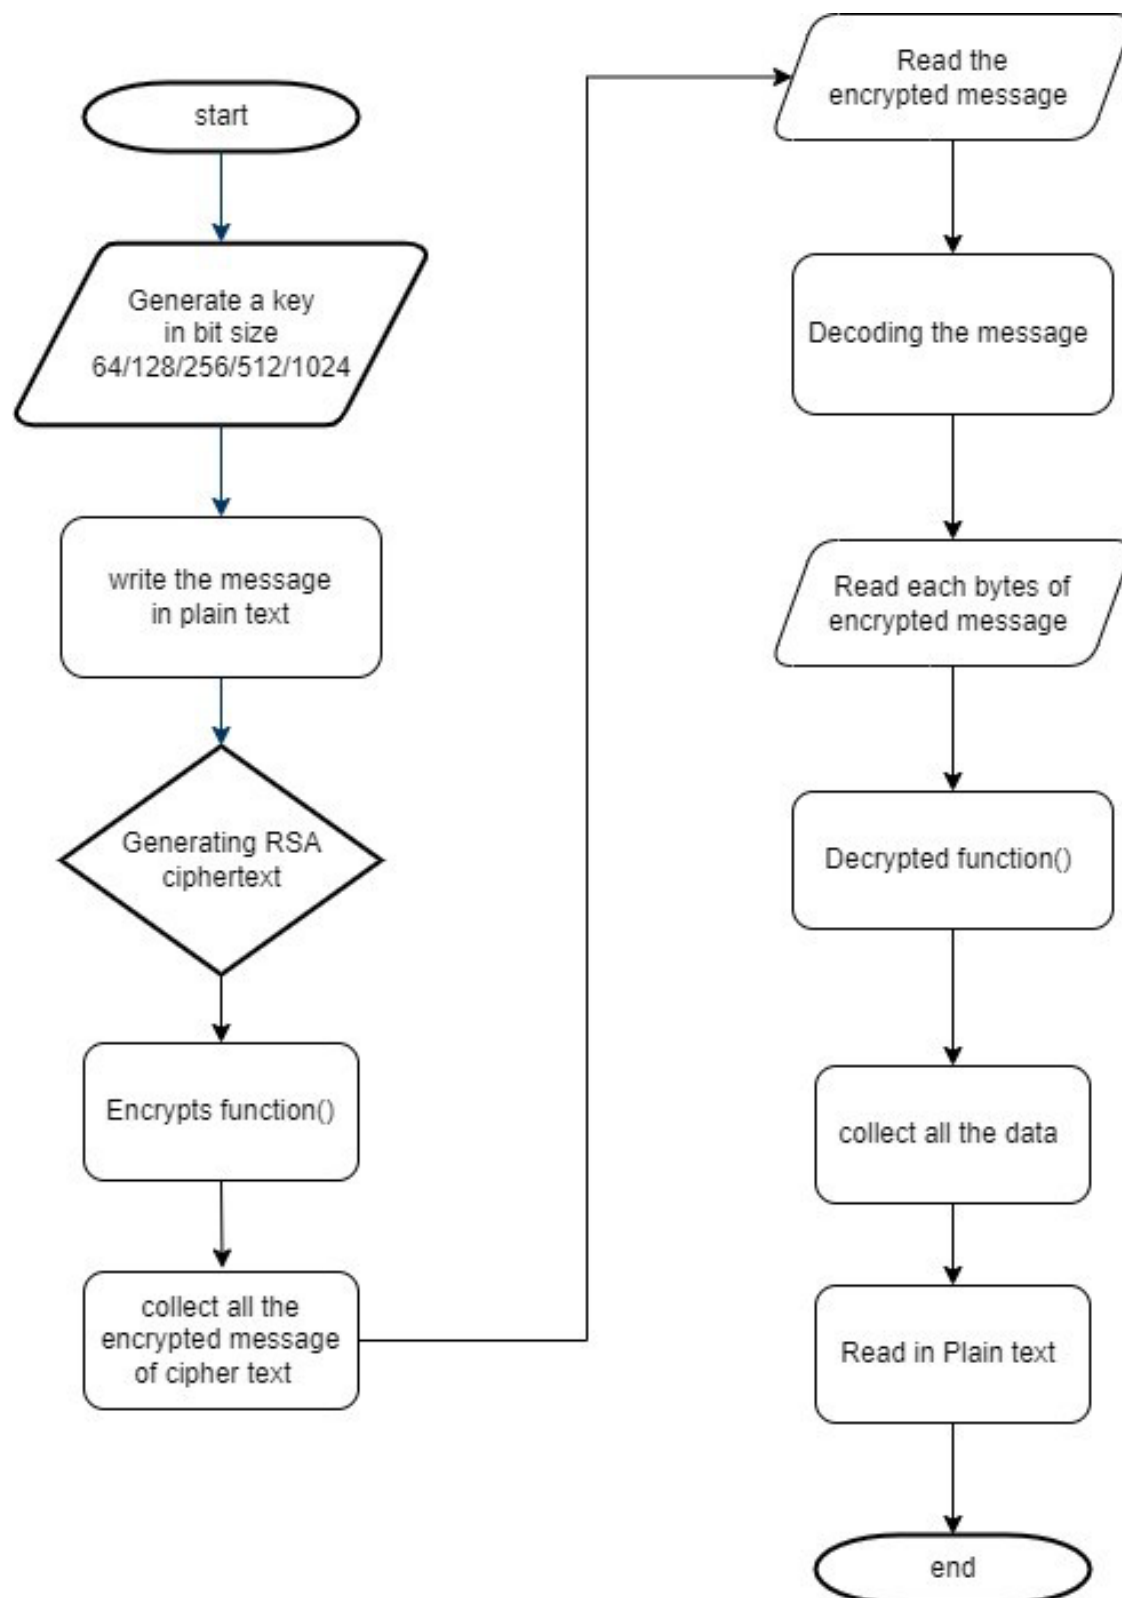 start
Generate a key
in bit size
64/128/256/512/1024
write the message
in plain text
Generating RSA
ciphertext
Encrypts function()
collect all the
encrypted message
of cipher text
Read the
encrypted message
Decoding the message
Read each bytes of
encrypted message
Decrypted function()
collect all the data
Read in Plain text
end